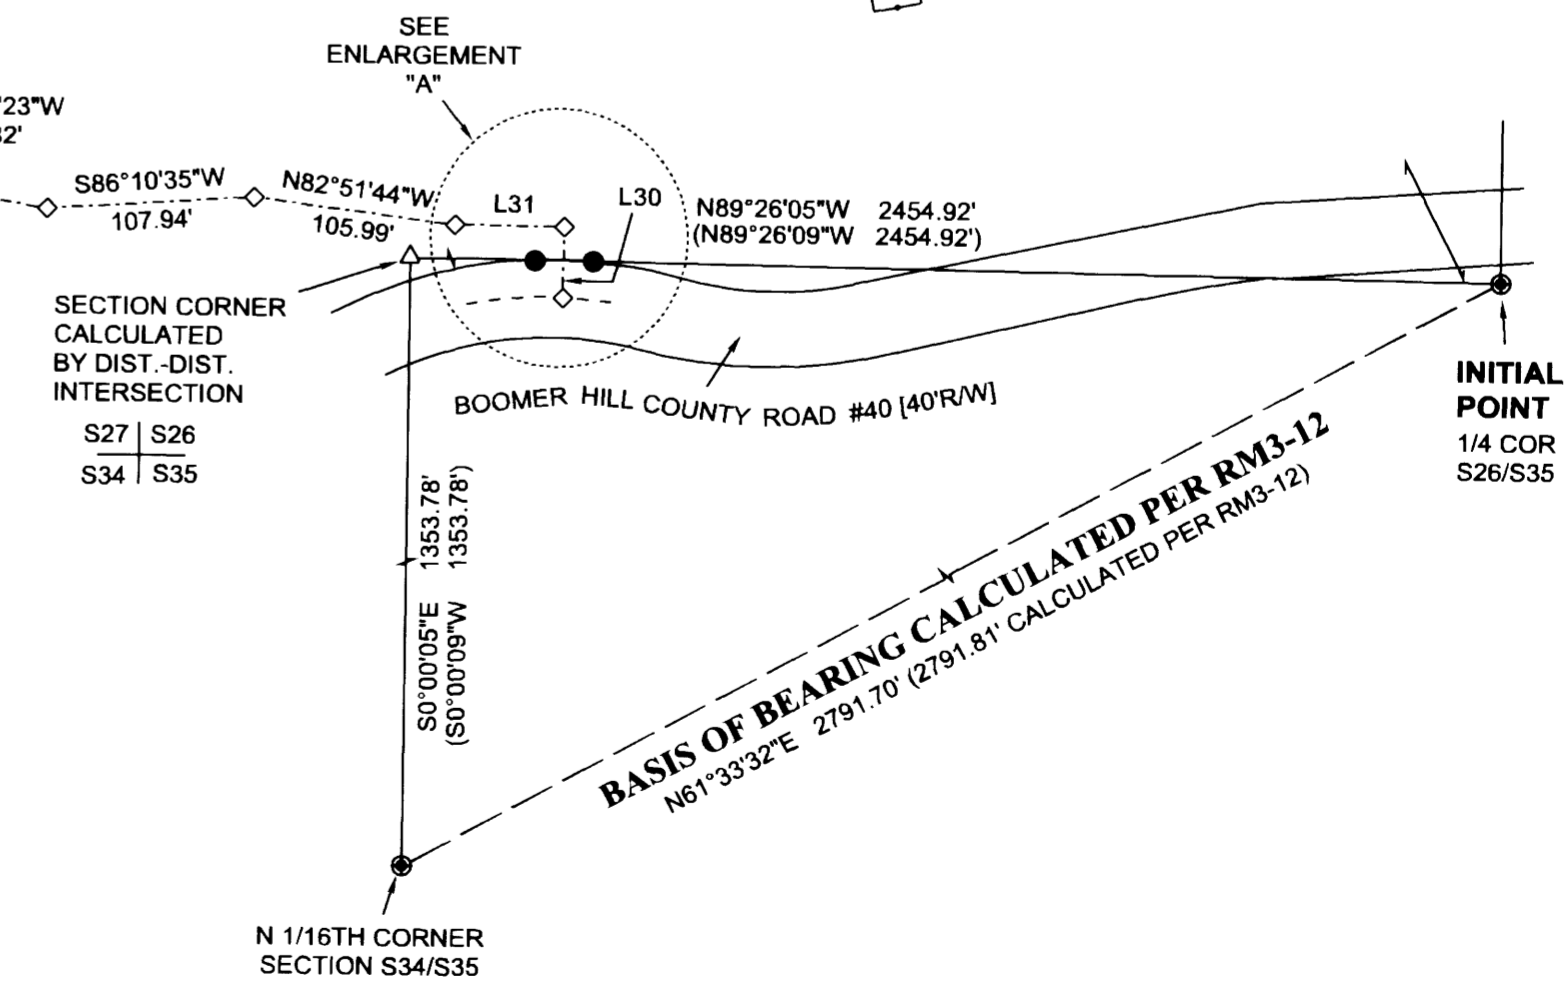 SEE
ENLARGEMENT
"A"
'23"W
32'
S86°10'35"W
107.94'
N82°51'44"W
105.99'
L31
L30
N89°26'05"W 2454.92'
(N89°26'09"W 2454.92')
SECTION CORNER
CALCULATED
BY DIST.-DIST.
INTERSECTION
S27 S26
S34 S35
BOOMER HILL COUNTY ROAD #40 [40'R/W]
INITIAL
POINT
1/4 COR
S26/S35
S0°00'05"E 1353.78'
(S0°00'09"W 1353.78')
BASIS OF BEARING CALCULATED PER RM3-12
N61°33'32"E 2791.70' (2791.81' CALCULATED PER RM3-12)
N 1/16TH CORNER
SECTION S34/S35